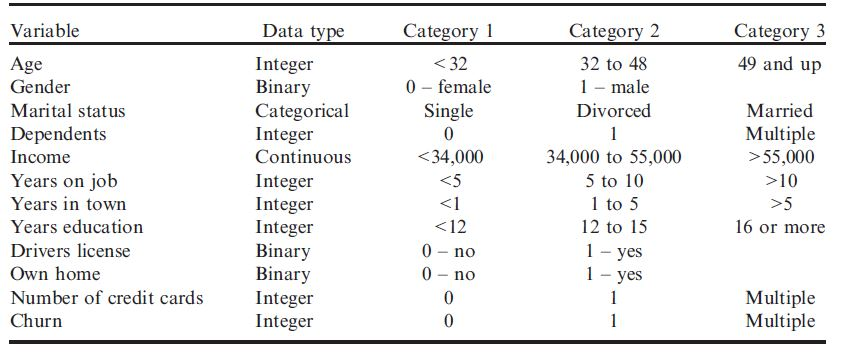 Variable Data type Category 1 Category 2 Category 3
Age Integer <32 32 to 48 49 and up
Gender Binary 0 – female 1 – male
Marital status Categorical Single Divorced Married
Dependents Integer 0 1 Multiple
Income Continuous <34,000 34,000 to 55,000 >55,000
Years on job Integer <5 5 to 10 >10
Years in town Integer <1 1 to 5 >5
Years education Integer <12 12 to 15 16 or more
Drivers license Binary 0 – no 1 – yes
Own home Binary 0 – no 1 – yes
Number of credit cards Integer 0 1 Multiple
Churn Integer 0 1 Multiple